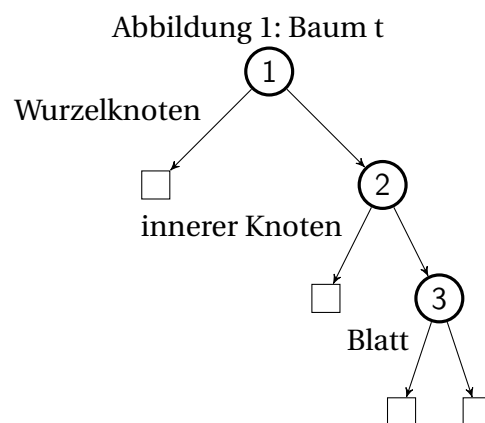 Abbildung 1: Baum t
1
Wurzelknoten
2
innerer Knoten
3
Blatt